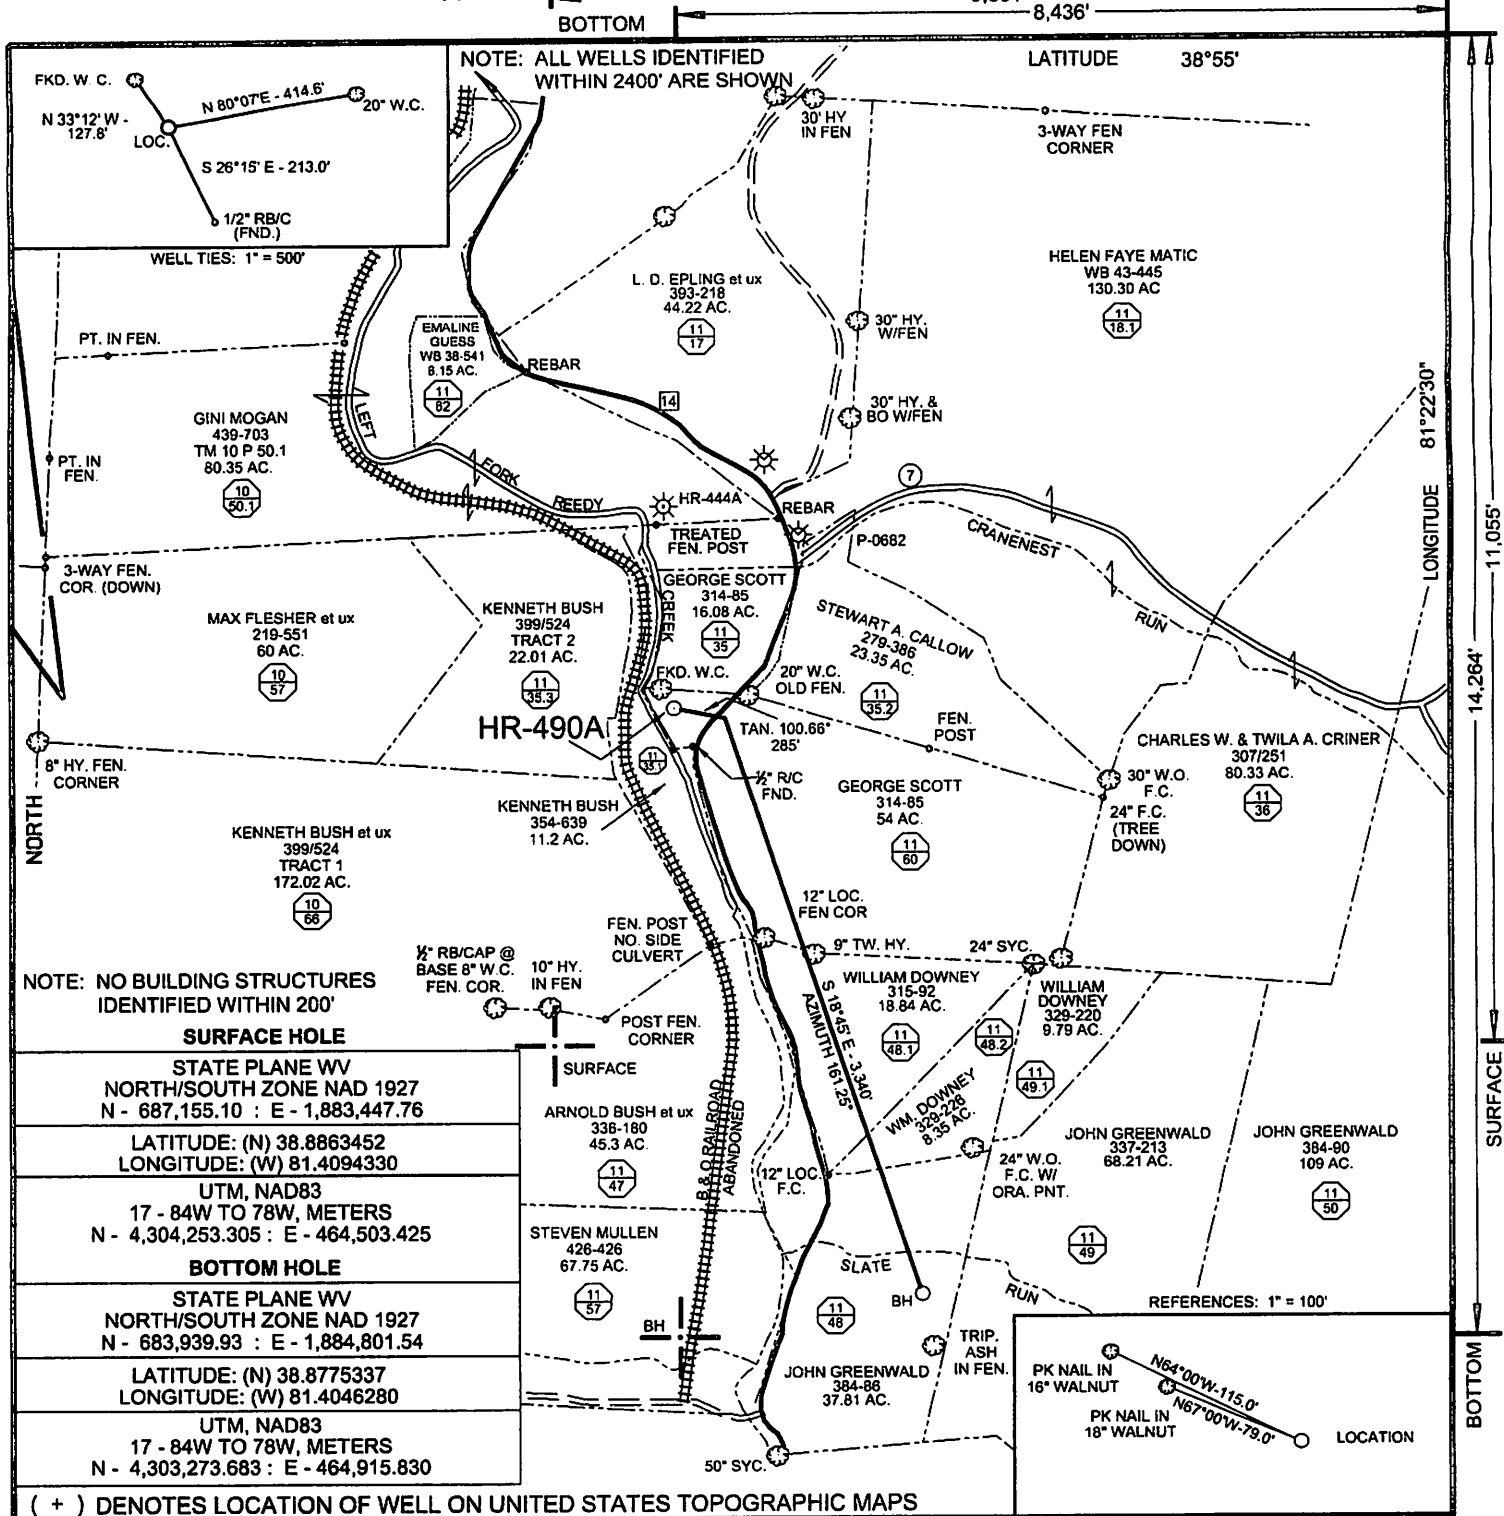 BOTTOM
8,436'
NOTE: ALL WELLS IDENTIFIED
WITHIN 2400' ARE SHOWN
LATITUDE 38°55'
FKD. W. C.
N 80°07'E - 414.6'
20" W.C.
N 33°12' W -
127.8'
LOC.
S 26°15' E - 213.0'
1/2" RB/C
(FND.)
WELL TIES: 1" = 500'
30' HY
IN FEN
3-WAY FEN
CORNER
HELEN FAYE MATIC
WB 43-445
130.30 AC
11
18.1
L. D. EPLING et ux
393-218
44.22 AC.
11
17
EMALINE
GUESS
WB 38-541
8.15 AC.
11
62
REBAR
30" HY.
W/FEN
30" HY. &
BO W/FEN
14
PT. IN FEN.
GINI MOGAN
439-703
TM 10 P 50.1
80.35 AC.
10
50.1
PT. IN
FEN.
LEFT
FORK
REEDY
CREEK
HR-444A
REBAR
TREATED
FEN. POST
7
P-0682
CRANENEST
RUN
81°22'30"
LONGITUDE
11,055'
14,264'
SURFACE
BOTTOM
3-WAY FEN.
COR. (DOWN)
MAX FLESHER et ux
219-551
60 AC.
10
57
KENNETH BUSH
399/524
TRACT 2
22.01 AC.
11
35.3
GEORGE SCOTT
314-85
16.08 AC.
11
35
STEWART A. CALLOW
279-386
23.35 AC.
11
35.2
FKD. W.C.
20" W.C.
OLD FEN.
HR-490A
TAN. 100.66°
285'
FEN.
POST
11
35.1
½" R/C
FND.
CHARLES W. & TWILA A. CRINER
307/251
80.33 AC.
11
36
30" W.O.
F.C.
24" F.C.
(TREE
DOWN)
8" HY. FEN.
CORNER
NORTH
KENNETH BUSH
354-639
11.2 AC.
GEORGE SCOTT
314-85
54 AC.
11
60
KENNETH BUSH et ux
399/524
TRACT 1
172.02 AC.
10
66
12" LOC.
FEN COR
FEN. POST
NO. SIDE
CULVERT
9" TW. HY.
24" SYC.
½" RB/CAP @
BASE 8" W.C.
FEN. COR.
10" HY.
IN FEN
POST FEN.
CORNER
SURFACE
WILLIAM DOWNEY
315-92
18.84 AC.
11
48.1
WILLIAM
DOWNEY
329-220
9.79 AC.
11
48.2
11
49.1
S 18°45' E - 3,340'
AZIMUTH 161.25°
WM. DOWNEY
329-226
8.35 AC.
NOTE: NO BUILDING STRUCTURES
IDENTIFIED WITHIN 200'
SURFACE HOLE
STATE PLANE WV
NORTH/SOUTH ZONE NAD 1927
N - 687,155.10 : E - 1,883,447.76
LATITUDE: (N) 38.8863452
LONGITUDE: (W) 81.4094330
UTM, NAD83
17 - 84W TO 78W, METERS
N - 4,304,253.305 : E - 464,503.425
BOTTOM HOLE
STATE PLANE WV
NORTH/SOUTH ZONE NAD 1927
N - 683,939.93 : E - 1,884,801.54
LATITUDE: (N) 38.8775337
LONGITUDE: (W) 81.4046280
UTM, NAD83
17 - 84W TO 78W, METERS
N - 4,303,273.683 : E - 464,915.830
ARNOLD BUSH et ux
336-180
45.3 AC.
11
47
B & O RAILROAD
ABANDONED
12" LOC.
F.C.
24" W.O.
F.C. W/
ORA. PNT.
JOHN GREENWALD
337-213
68.21 AC.
11
49
JOHN GREENWALD
384-90
109 AC.
11
50
STEVEN MULLEN
426-426
67.75 AC.
11
57
SLATE
RUN
BH
BH
11
48
TRIP.
ASH
IN FEN.
JOHN GREENWALD
384-86
37.81 AC.
50" SYC.
REFERENCES: 1" = 100'
PK NAIL IN
16" WALNUT
N64°00'W-115.0'
N67°00'W-79.0'
PK NAIL IN
18" WALNUT
LOCATION
( + ) DENOTES LOCATION OF WELL ON UNITED STATES TOPOGRAPHIC MAPS